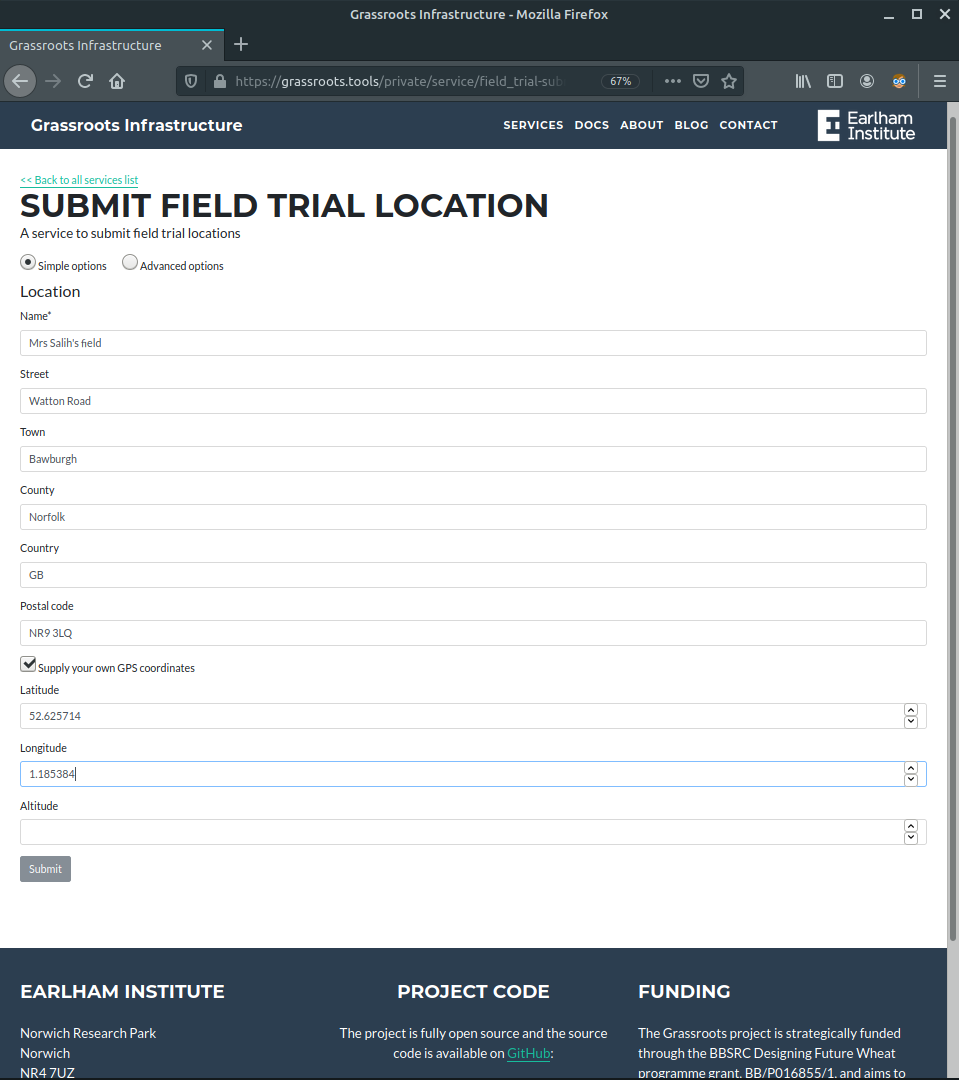 Grassroots Infrastructure - Mozilla Firefox
Grassroots Infrastructure
https://grassroots.tools/private/service/field_trial-sub
67%
Grassroots Infrastructure
SERVICES DOCS ABOUT BLOG CONTACT
Earlham
Institute
<< Back to all services list
SUBMIT FIELD TRIAL LOCATION
A service to submit field trial locations
Simple options
Advanced options
Location
Name*
Mrs Salih's field
Street
Watton Road
Town
Bawburgh
County
Norfolk
Country
GB
Postal code
NR9 3LQ
Supply your own GPS coordinates
Latitude
52.625714
Longitude
1.185384
Altitude
Submit
EARLHAM INSTITUTE
Norwich Research Park
Norwich
NR4 7UZ
PROJECT CODE
The project is fully open source and the source
code is available on GitHub:
FUNDING
The Grassroots project is strategically funded
through the BBSRC Designing Future Wheat
programme grant, BB/P016855/1, and aims to